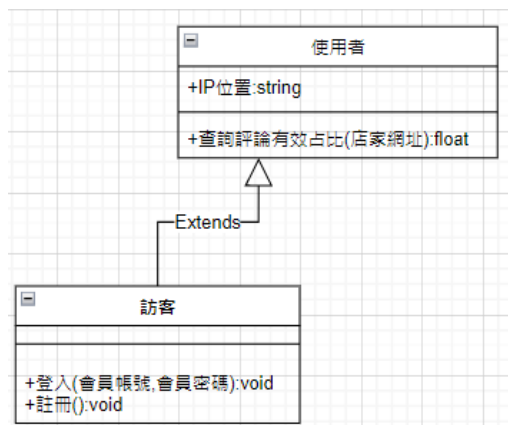 使用者
+IP位置:string
+查詢評論有效占比(店家網址):float
Extends
訪客
+登入(會員帳號,會員密碼):void
+註冊():void